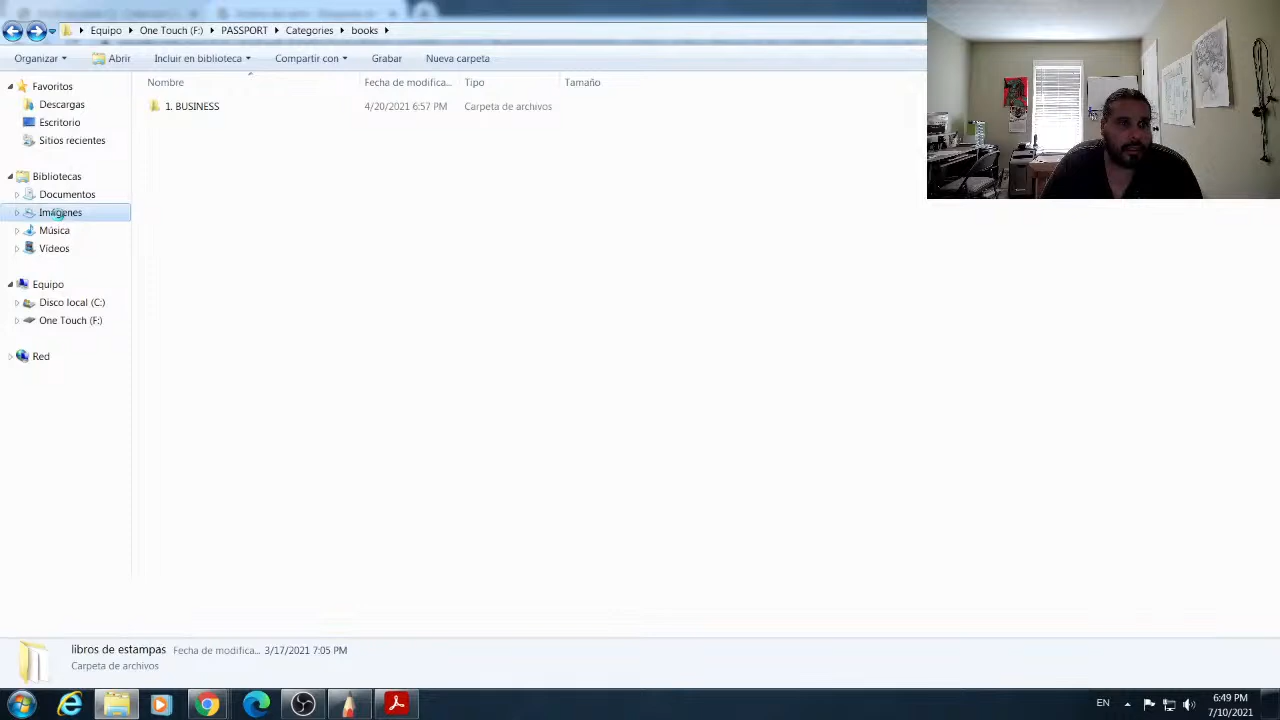 Equipo One Touch (F:) PASSPORT Categories books
Organizar Abrir Incluir en biblioteca Compartir con Grabar Nueva carpeta
Nombre Fecha de modifica... Tipo Tamaño
1. BUSINESS /20/2021 6:57 PM Carpeta de archivos
Favoritos
Descargas
Escritorio
Sitios recientes
Bibliotecas
Documentos
Imágenes
Música
Vídeos
Equipo
Disco local (C:)
One Touch (F:)
Red
libros de estampas Fecha de modifica... 3/17/2021 7:05 PM
Carpeta de archivos
EN
6:49 PM
7/10/2021